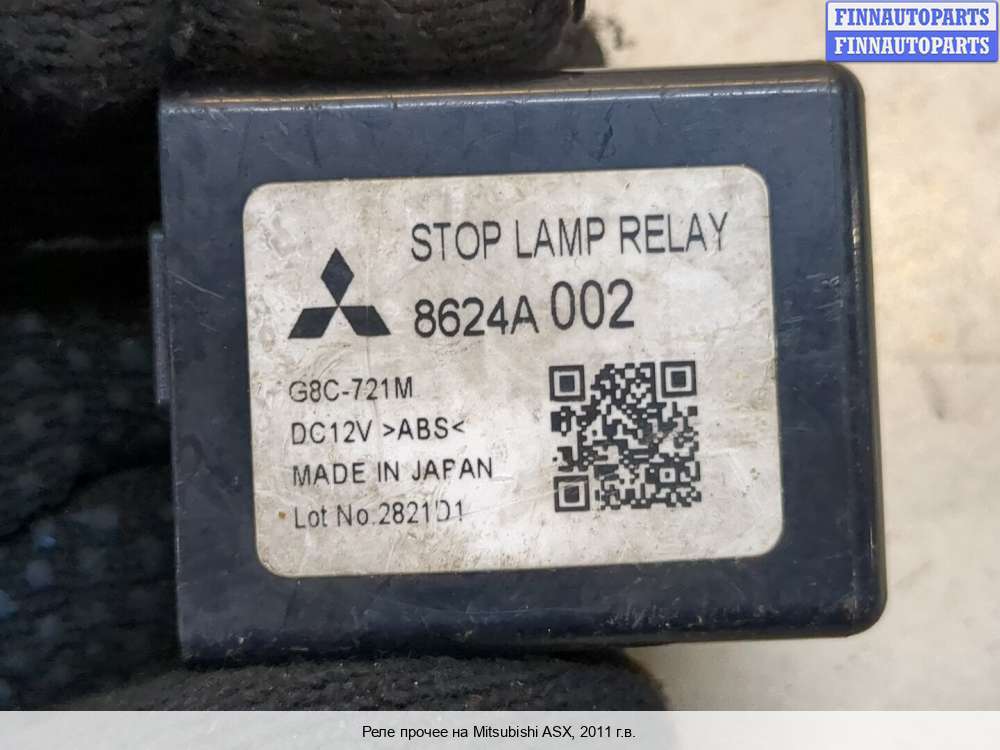 FINNAUTOPARTS
FINNAUTOPARTS
STOP LAMP RELAY
8624A 002
G8C-721M
DC12V >ABS<
MADE IN JAPAN
Lot No.2821D1
Реле прочее на Mitsubishi ASX, 2011 г.в.